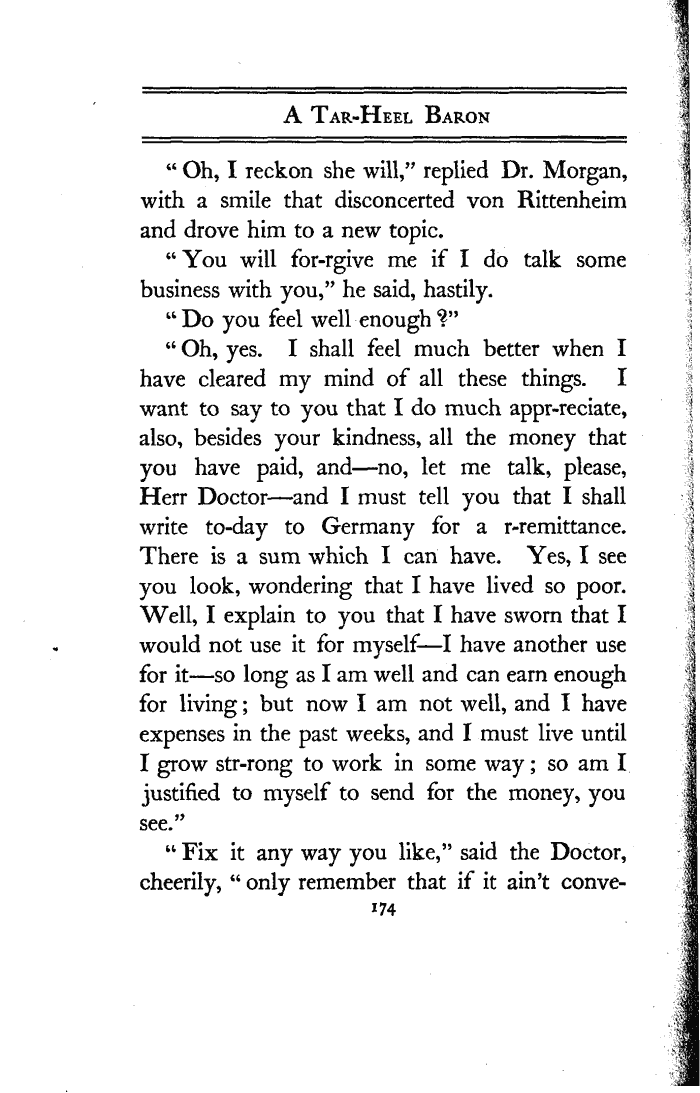 A Tar-Heel Baron
“ Oh, I reckon she will,” replied Dr. Morgan,
with a smile that disconcerted von Rittenheim
and drove him to a new topic.
“ You will for-rgive me if I do talk some
business with you,” he said, hastily.
“ Do you feel well enough ?”
“ Oh, yes. I shall feel much better when I
have cleared my mind of all these things. I
want to say to you that I do much appr-reciate,
also, besides your kindness, all the money that
you have paid, and—no, let me talk, please,
Herr Doctor—and I must tell you that I shall
write to-day to Germany for a r-remittance.
There is a sum which I can have. Yes, I see
you look, wondering that I have lived so poor.
Well, I explain to you that I have sworn that I
would not use it for myself—I have another use
for it—so long as I am well and can earn enough
for living ; but now I am not well, and I have
expenses in the past weeks, and I must live until
I grow str-rong to work in some way ; so am I
justified to myself to send for the money, you
see.”
“ Fix it any way you like,” said the Doctor,
cheerily, “ only remember that if it ain't conve-
174